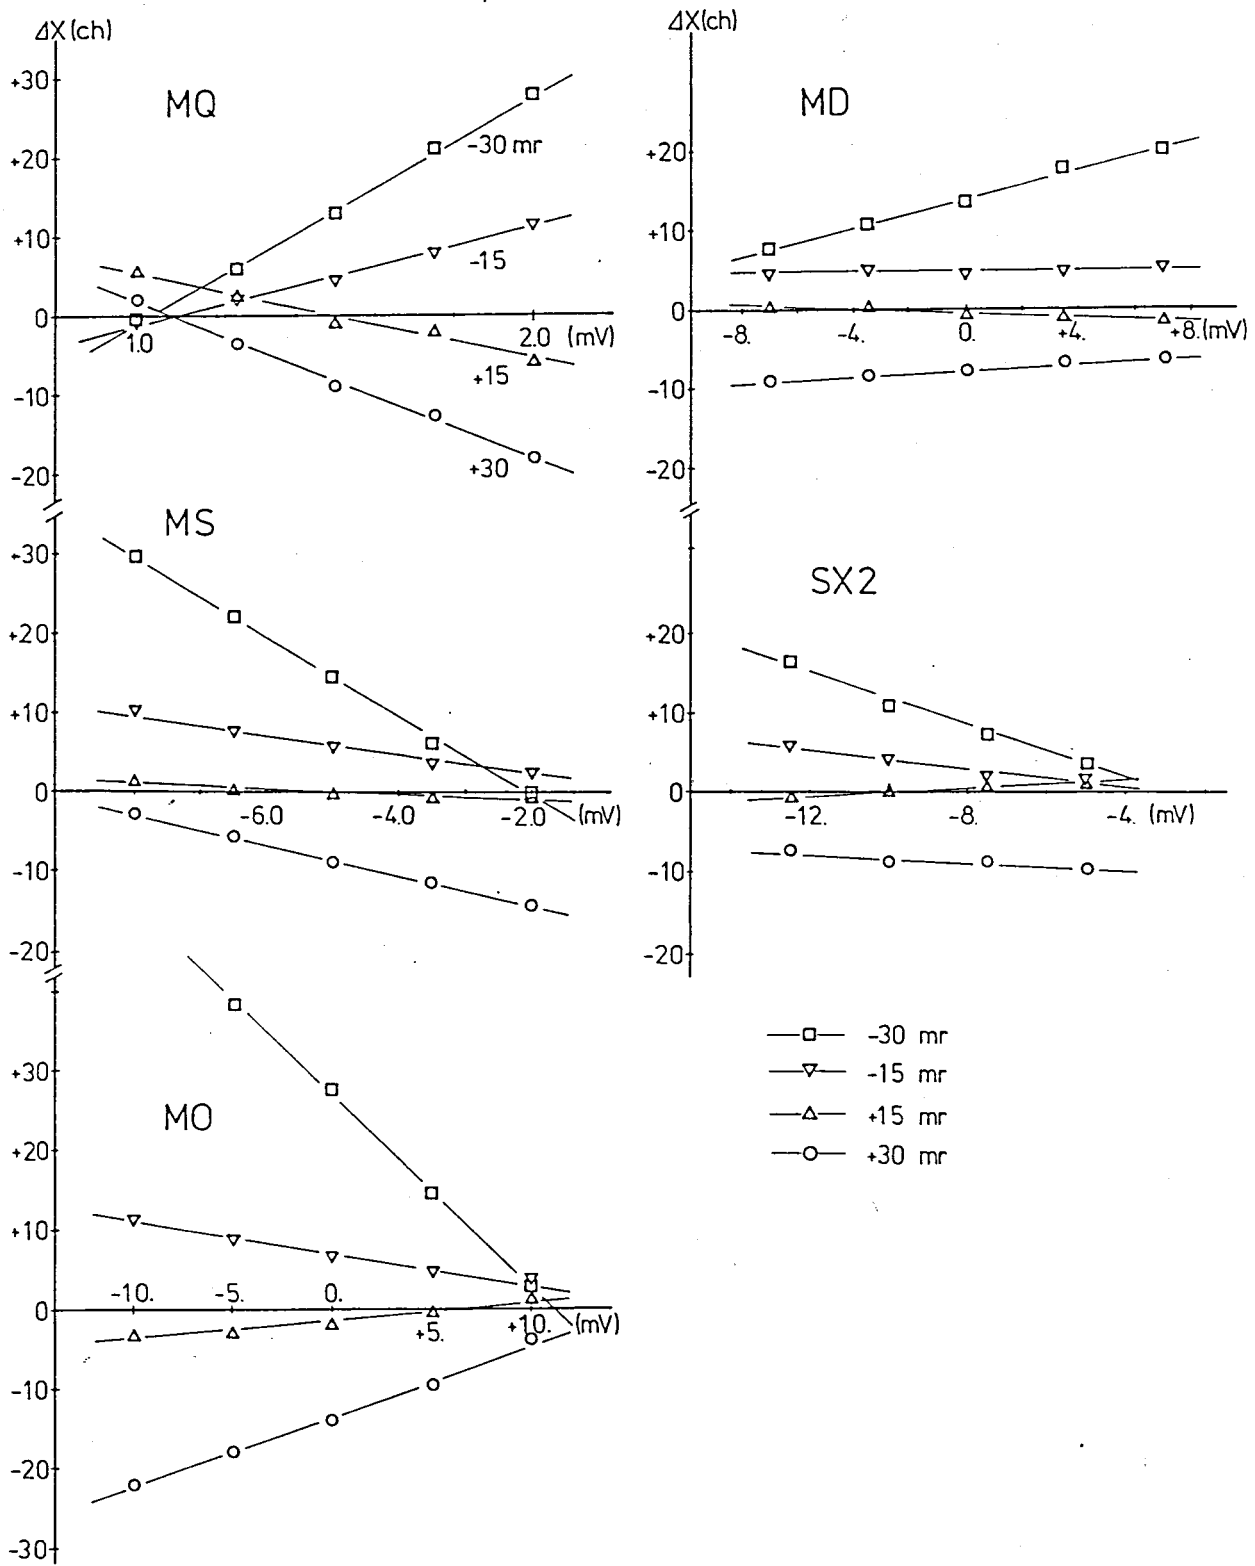 ΔX(ch)
MQ
+30
+20
+10
0
-10
-20
-30 mr
-15
+15
+30
1.0
2.0 (mV)
ΔX(ch)
MD
+20
+10
0
-10
-20
-8. -4. 0. +4. +8.(mV)
MS
+30
+20
+10
0
-10
-20
-6.0 -4.0 -2.0 (mV)
SX2
+20
+10
0
-10
-20
-12. -8. -4. (mV)
MO
+30
+20
+10
0
-10
-20
-30
-10. -5. 0. +5. +10. (mV)
-30 mr
-15 mr
+15 mr
+30 mr